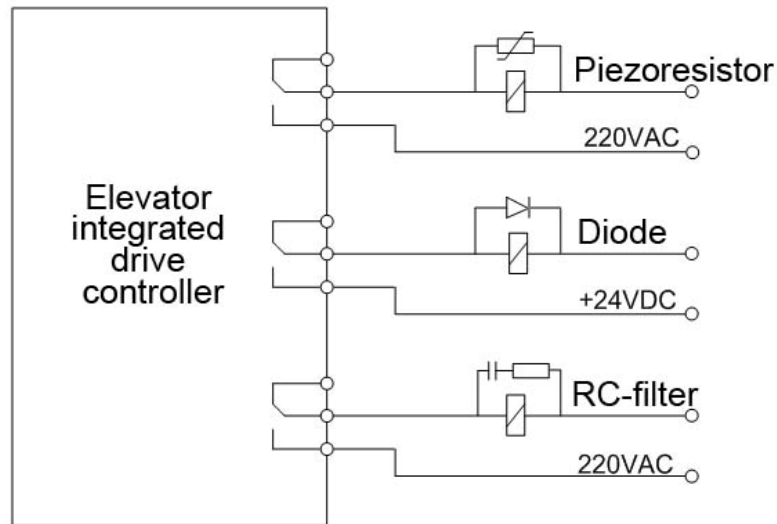 Piezoresistor
220VAC
Elevator
integrated
drive
controller
Diode
+24VDC
RC-filter
220VAC